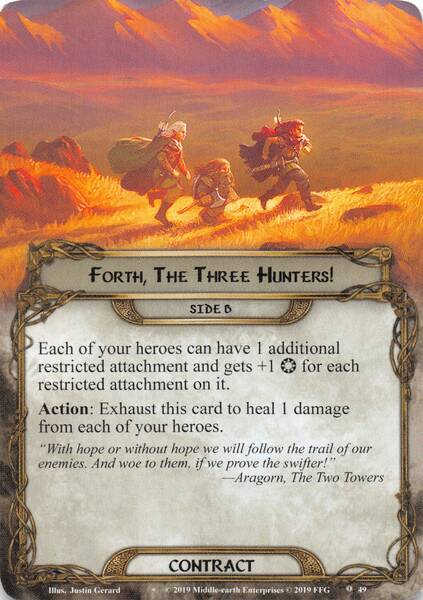 FORTH, THE THREE HUNTERS!
SIDE B
Each of your heroes can have 1 additional
restricted attachment and gets +1 for each
restricted attachment on it.
Action: Exhaust this card to heal 1 damage
from each of your heroes.
“With hope or without hope we will follow the trail of our
enemies. And woe to them, if we prove the swifter!”
—Aragorn, The Two Towers
CONTRACT
Illus. Justin Gerard
© 2019 Middle-earth Enterprises © 2019 FFG
49